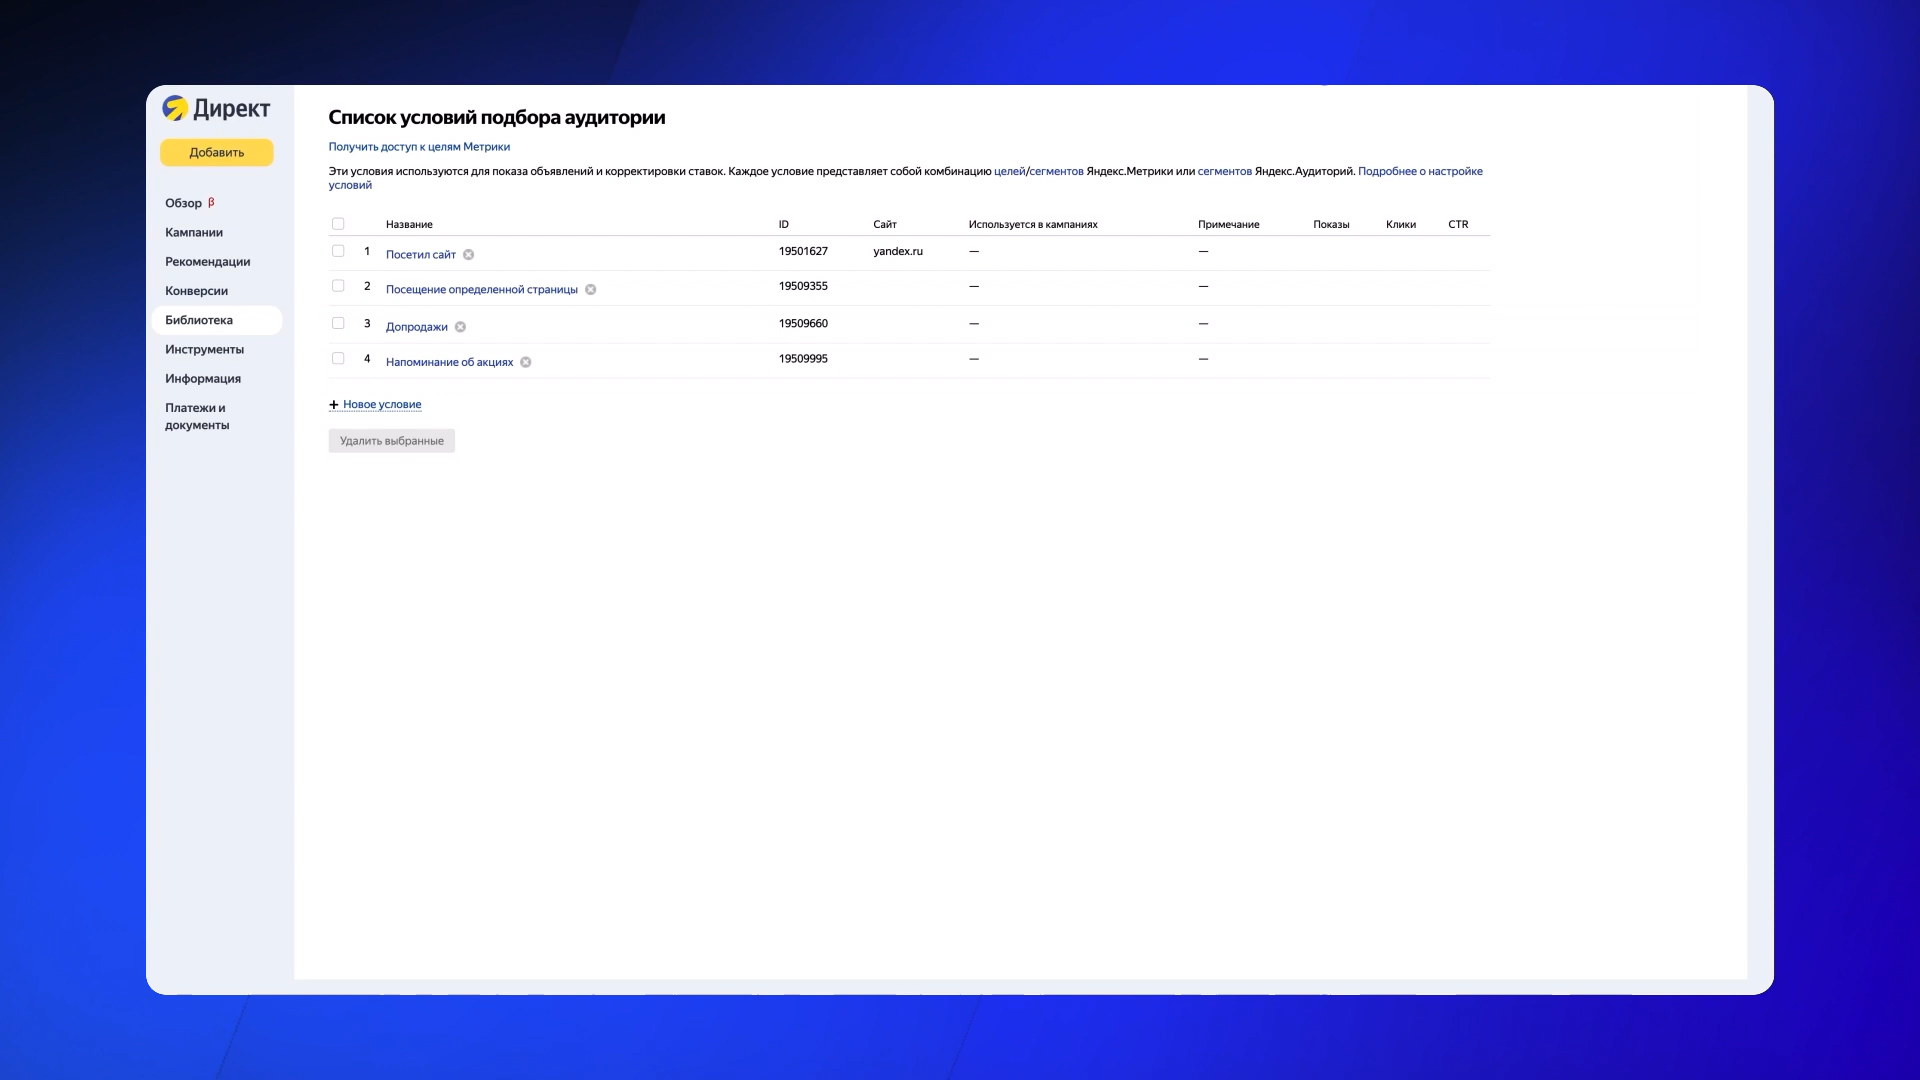 Директ
Добавить
Обзор β
Кампании
Рекомендации
Конверсии
Библиотека
Инструменты
Информация
Платежи и
документы
Список условий подбора аудитории
Получить доступ к целям Метрики
Эти условия используются для показа объявлений и корректировки ставок. Каждое условие представляет собой комбинацию целей/сегментов Яндекс.Метрики или сегментов Яндекс.Аудиторий. Подробнее о настройке
условий
Название ID Сайт Используется в кампаниях Примечание Показы Клики CTR
1 Посетил сайт 19501627 yandex.ru — —
2 Посещение определенной страницы 19509355 — —
3 Допродажи 19509660 — —
4 Напоминание об акциях 19509995 — —
+ Новое условие
Удалить выбранные